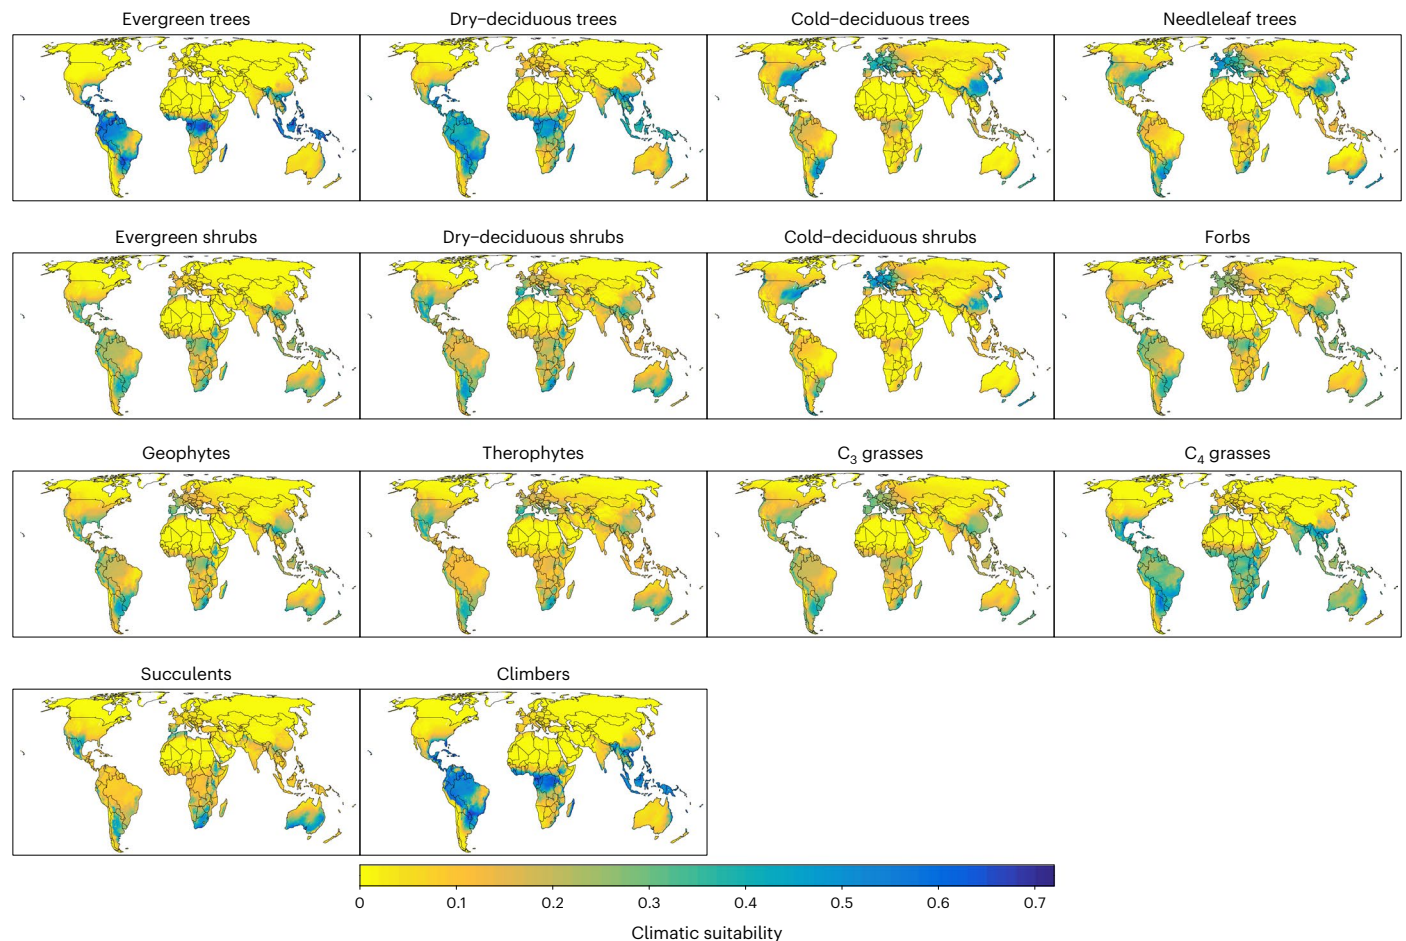 Evergreen trees
Dry–deciduous trees
Cold–deciduous trees
Needleleaf trees
Evergreen shrubs
Dry–deciduous shrubs
Cold–deciduous shrubs
Forbs
Geophytes
Therophytes
C3 grasses
C4 grasses
Succulents
Climbers
0 0.1 0.2 0.3 0.4 0.5 0.6 0.7
Climatic suitability